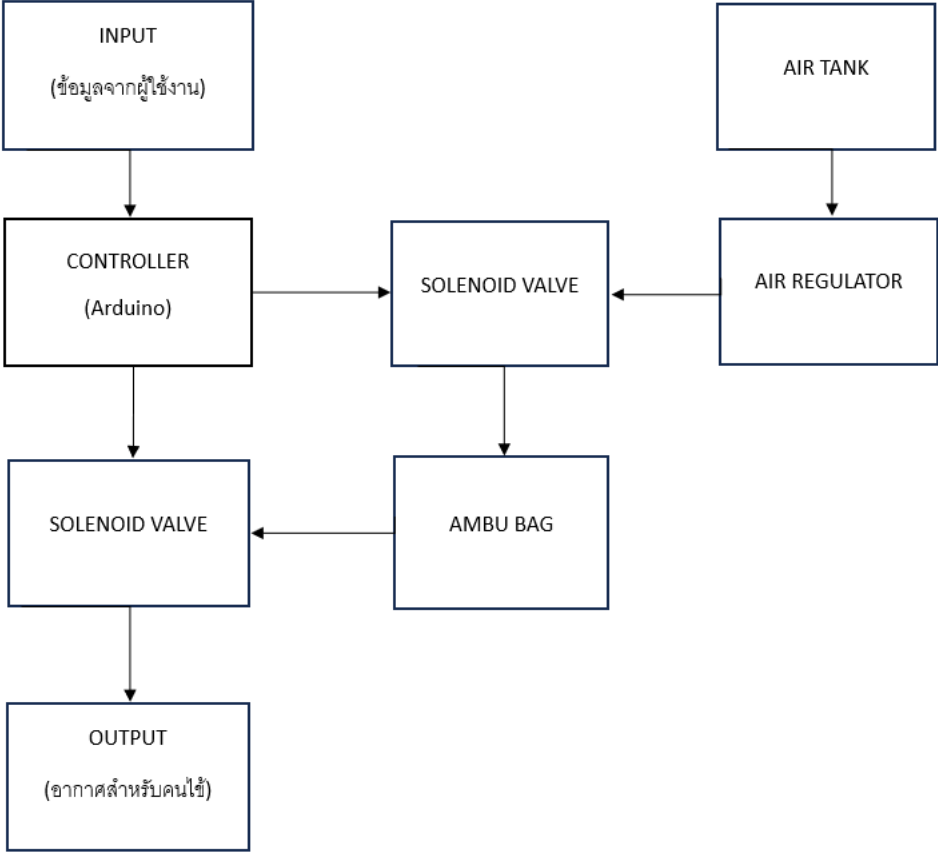 INPUT
(ข้อมูลจากผู้ใช้งาน)
AIR TANK
CONTROLLER
(Arduino)
SOLENOID VALVE
AIR REGULATOR
SOLENOID VALVE
AMBU BAG
OUTPUT
(อากาศสำหรับคนไข้)